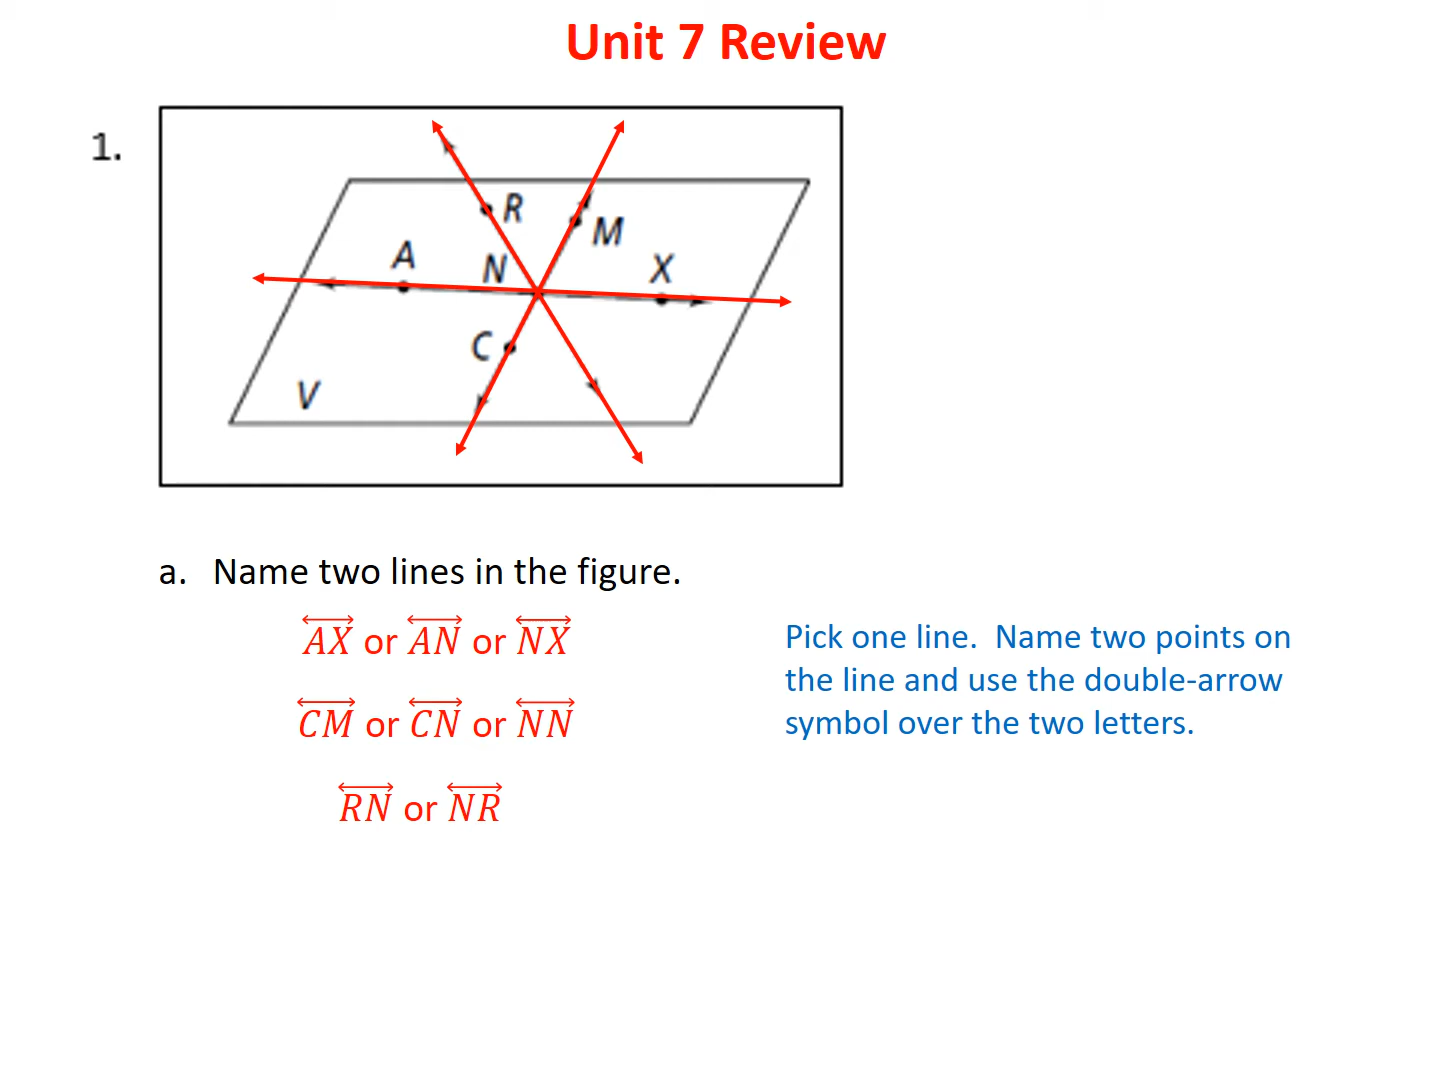 Unit 7 Review
1.
R
M
A
N
X
C
V
a. Name two lines in the figure.
AX or AN or NX
CM or CN or NN
RN or NR
Pick one line. Name two points on
the line and use the double-arrow
symbol over the two letters.